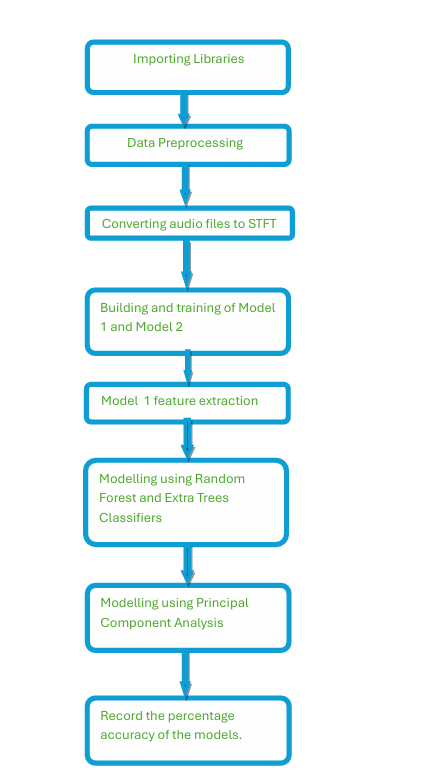 Importing Libraries
Data Preprocessing
Converting audio files to STFT
Building and training of Model
1 and Model 2
Model  1 feature extraction
Modelling using Random
Forest and Extra Trees
Classifiers
Modelling using Principal
Component Analysis
Record the percentage
accuracy of the models.